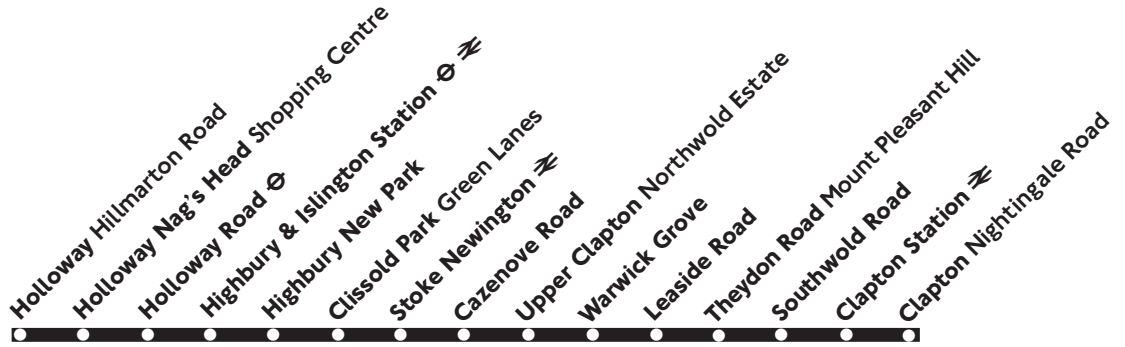 Holloway Hillmarton Road
Holloway Nag's Head Shopping Centre
Holloway Road
Highbury & Islington Station
Highbury New Park
Clissold Park Green Lanes
Stoke Newington
Cazenove Road
Upper Clapton Northwold Estate
Warwick Grove
Leaside Road
Theydon Road Mount Pleasant Hill
Southwold Road
Clapton Station
Clapton Nightingale Road